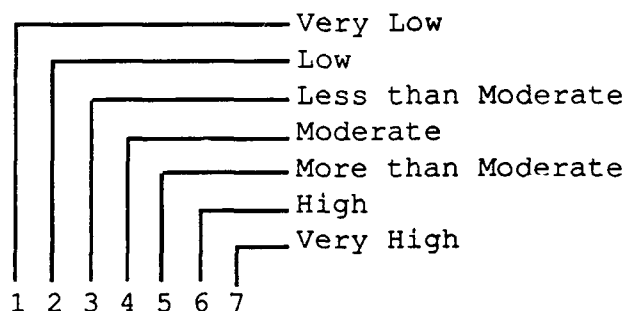 Very Low
Low
Less than Moderate
Moderate
More than Moderate
High
Very High
1 2 3 4 5 6 7